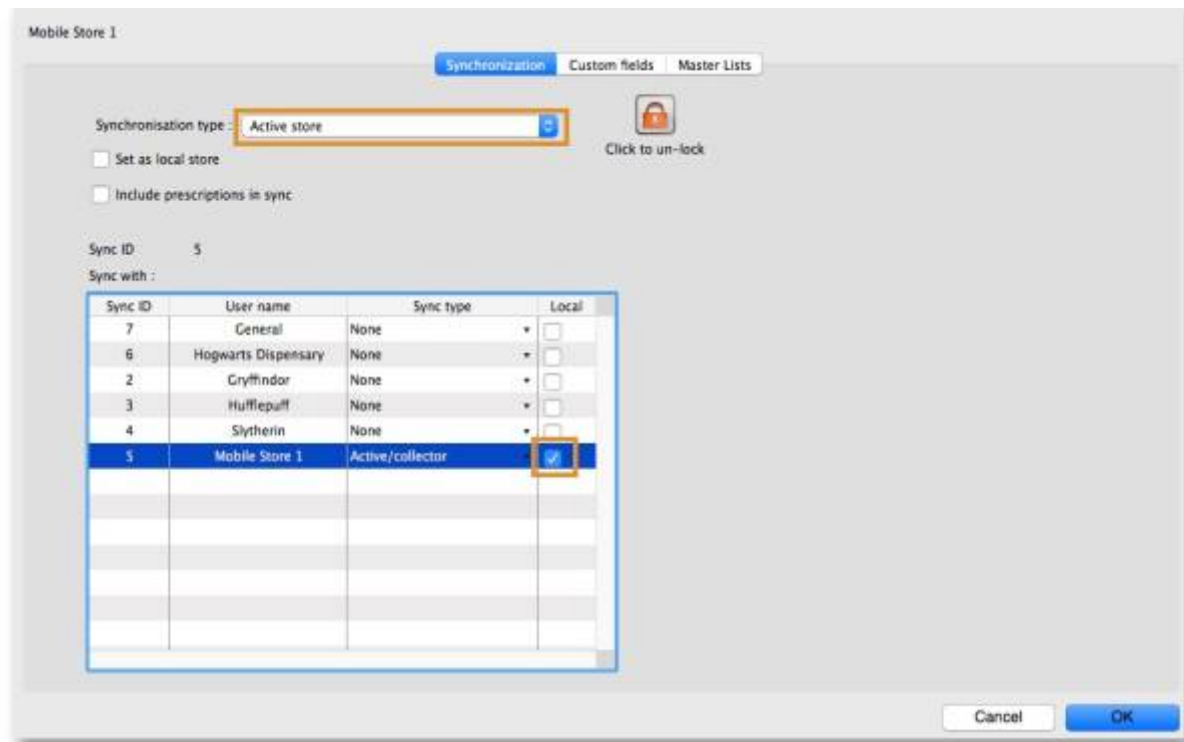 Mobile Store 1
Synchronization Custom fields Master Lists
Synchronisation type : Active store
Click to un-lock
Set as local store
Include prescriptions in sync
Sync ID 5
Sync with :
Sync ID User name Sync type Local
7 General None
6 Hogwarts Dispensary None
2 Gryffindor None
3 Hufflepuff None
4 Slytherin None
5 Mobile Store 1 Active/collector
Cancel OK